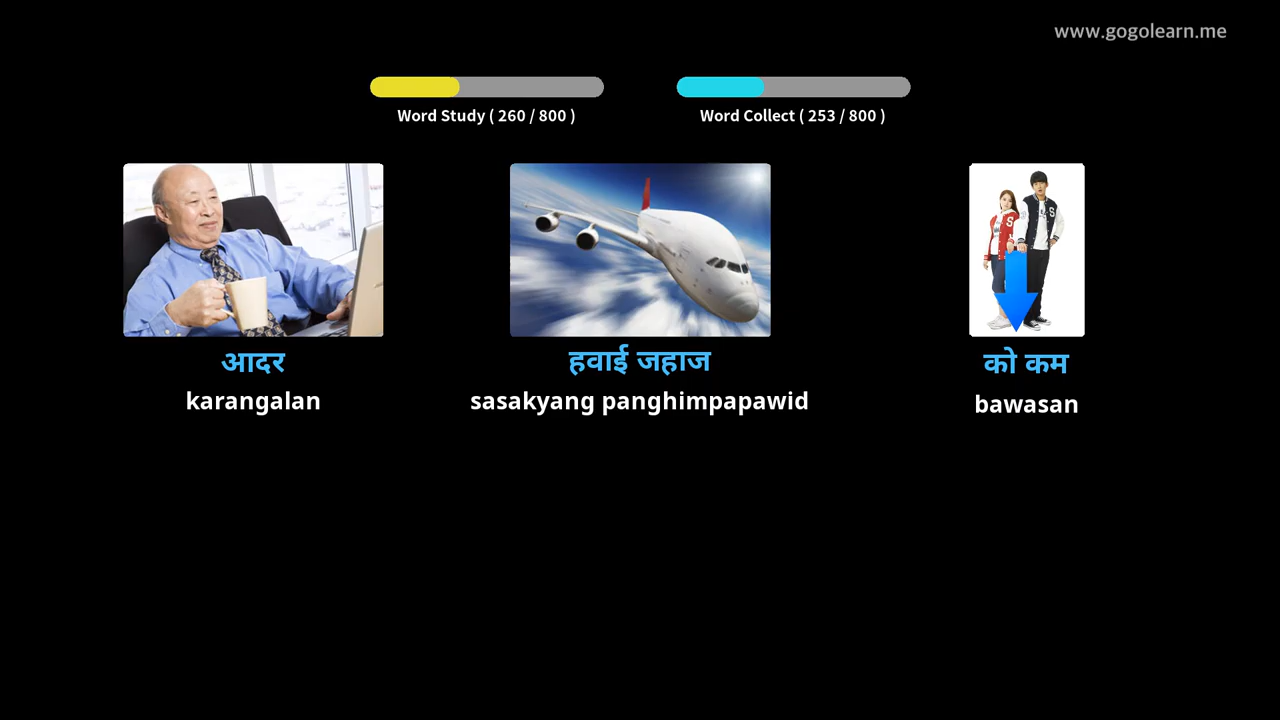 www.gogolearn.me
Word Study ( 260 / 800 )
Word Collect ( 253 / 800 )
आदर
हवाई जहाज
को कम
karangalan
sasakyang panghimpapawid
bawasan